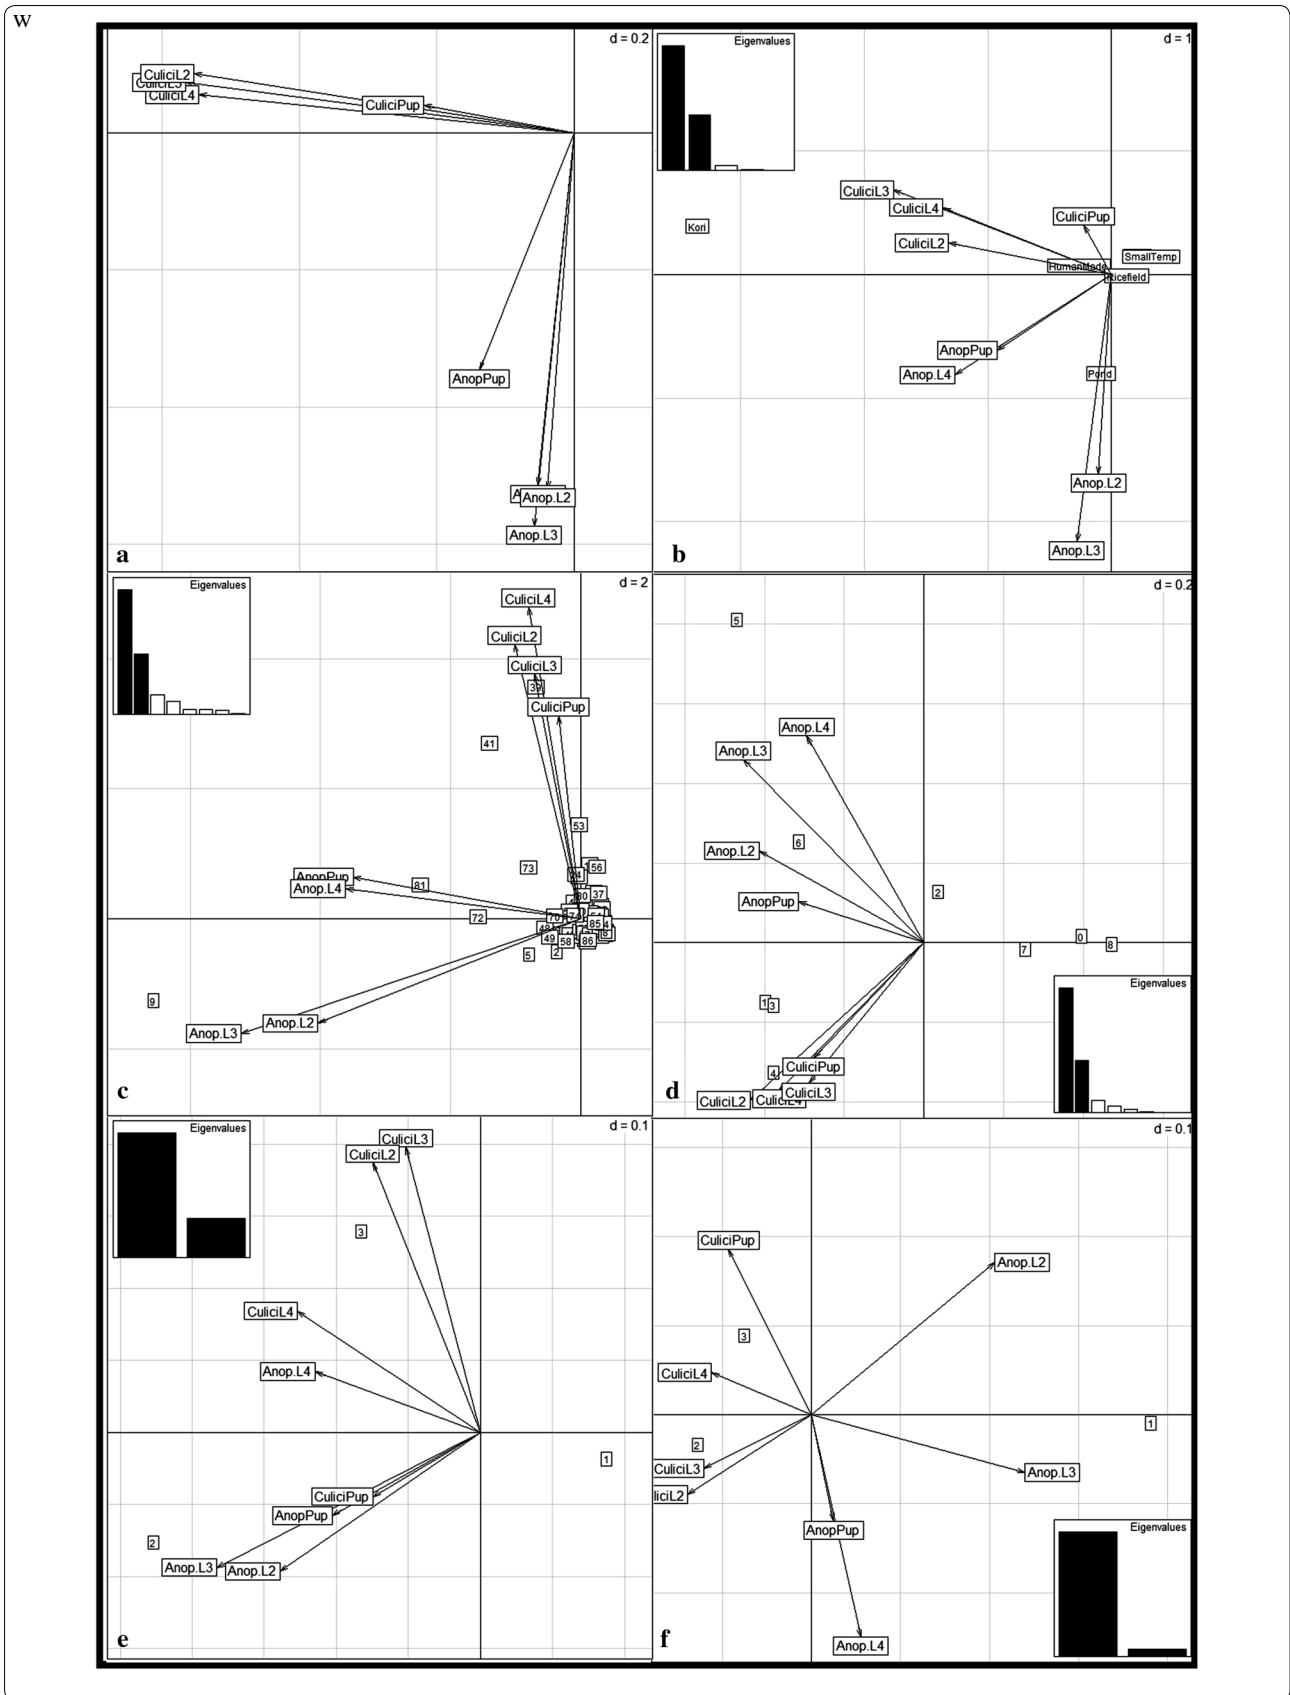 w
d = 0.2
CuliciL2
CuliciL3
CuliciL4
CuliciPup
AnopPup
Anop.L2
Anop.L3
a
Eigenvalues
d = 1
CuliciL3
CuliciL4
CuliciPup
Kori
CuliciL2
SmallTemp
HumanMade
Ricefield
AnopPup
Anop.L4
Pond
Anop.L2
Anop.L3
b
Eigenvalues
d = 2
CuliciL4
CuliciL2
CuliciL3
39
CuliciPup
41
53
73
56
AnopPup
Anop.L4
81
37
72
70
85
49
58
86
5
2
9
Anop.L3
Anop.L2
c
d = 0.2
5
Anop.L4
Anop.L3
6
Anop.L2
2
AnopPup
0
7
8
1
3
Eigenvalues
CuliciPup
4
CuliciL3
CuliciL2
CuliciL4
d
Eigenvalues
d = 0.1
CuliciL3
CuliciL2
3
CuliciL4
Anop.L4
1
CuliciPup
AnopPup
2
Anop.L3
Anop.L2
e
d = 0.1
CuliciPup
Anop.L2
3
CuliciL4
1
2
CuliciL3
Anop.L3
liciL2
AnopPup
Eigenvalues
Anop.L4
f